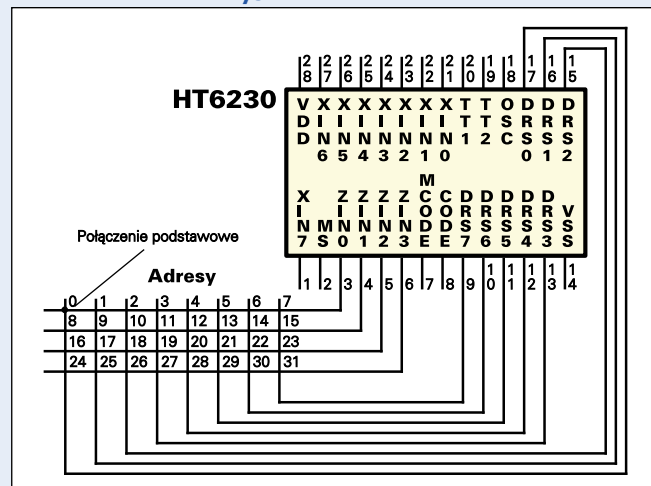 28 27 26 25 24 23 22 21 20 19 18 17 16 15
HT6230
VDD XIN6 XIN5 XIN4 XIN3 XIN2 XIN1 XIN0 TT1 TT2 OSC DRS0 DRS1 DRS2
XIN7 MS ZIN0 ZIN1 ZIN2 ZIN3 MCODE CODE DRS7 DRS6 DRS5 DRS4 DRS3 VSS
1 2 3 4 5 6 7 8 9 10 11 12 13 14
Połączenie podstawowe
Adresy
0 1 2 3 4 5 6 7
8 9 10 11 12 13 14 15
16 17 18 19 20 21 22 23
24 25 26 27 28 29 30 31